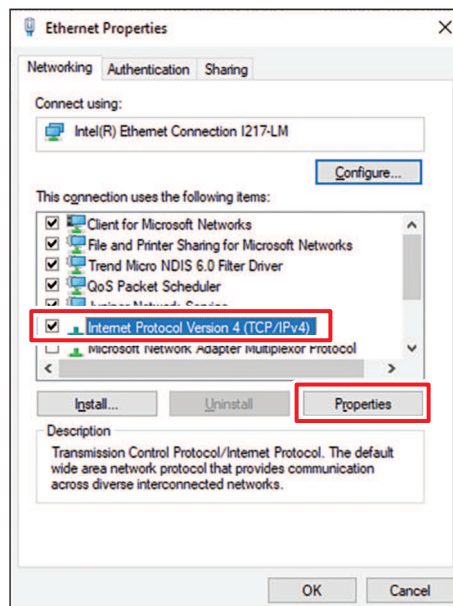 Ethernet Properties
Networking Authentication Sharing
Connect using:
Intel(R) Ethernet Connection I217-LM
Configure...
This connection uses the following items:
Client for Microsoft Networks
File and Printer Sharing for Microsoft Networks
Trend Micro NDIS 6.0 Filter Driver
QoS Packet Scheduler
Juniper Network Service
Internet Protocol Version 4 (TCP/IPv4)
Microsoft Network Adapter Multiplexor Protocol
Install... Uninstall Properties
Description
Transmission Control Protocol/Internet Protocol. The default
wide area network protocol that provides communication
across diverse interconnected networks.
OK Cancel